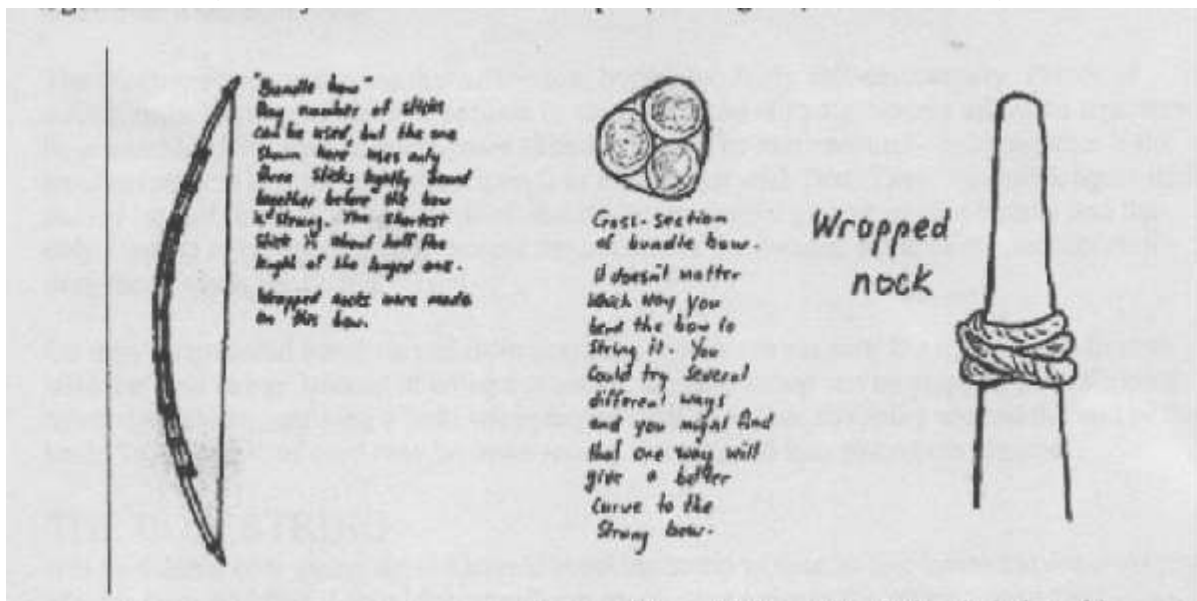 "Bundle bow"
Any number of sticks
can be used, but the one
shown here uses only
three sticks tightly bound
together before the bow
is strung. The shortest
stick is about half the
length of the longest one.
Wrapped nocks were made
on this bow.
Cross-section
of bundle bow.
it doesn't matter
which way you
bend the bow to
string it. You
could try several
different ways
and you might find
that one way will
give a better
curve to the
strung bow.
Wrapped
nock